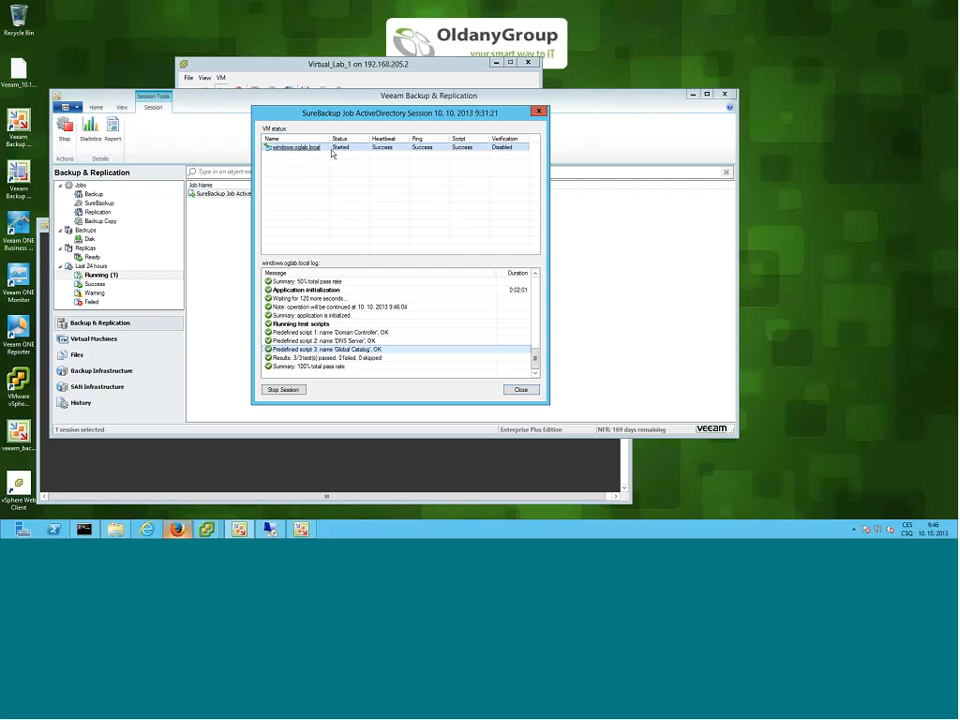 OldanyGroup
your smart way to IT
Recycle Bin
Veeam_10.1...
Veeam Backup ...
Veeam Backup ...
Veeam ONE Business ...
Veeam ONE Monitor
Veeam ONE Reporter
VMware vSphe...
veeam_bac...
vSphere Web Client
Virtual_Lab_1 on 192.168.205.2
File View VM
Session Tools
Veeam Backup & Replication
Home View Session
Stop Statistics Report
Actions Details
Backup & Replication
Jobs
Backup
SureBackup
Replication
Backup Copy
Backups
Disk
Replicas
Ready
Last 24 hours
Running (1)
Success
Warning
Failed
Backup & Replication
Virtual Machines
Files
Backup Infrastructure
SAN Infrastructure
History
Type in an object na
Job Name
SureBackup Job Active
SureBackup Job ActiveDirectory Session 10. 10. 2013 9:31:21
VM status:
Name Status Heartbeat Ping Script Verification
windows.oglab.local Started Success Success Success Disabled
windows.oglab.local log:
Message Duration
Summary: 50% total pass rate
Application initialization 0:02:01
Waiting for 120 more seconds...
Note: operation will be continued at 10. 10. 2013 9:46:04
Summary: application is initialized
Running test scripts
Predefined script 1: name 'Domain Controller', OK
Predefined script 2: name 'DNS Server', OK
Predefined script 3: name 'Global Catalog', OK
Results: 3/3 test(s) passed, 0 failed, 0 skipped
Summary: 100% total pass rate
Stop Session Close
1 session selected Enterprise Plus Edition NFR: 169 days remaining veeam
CES 9:46
CSQ 10. 10. 2013